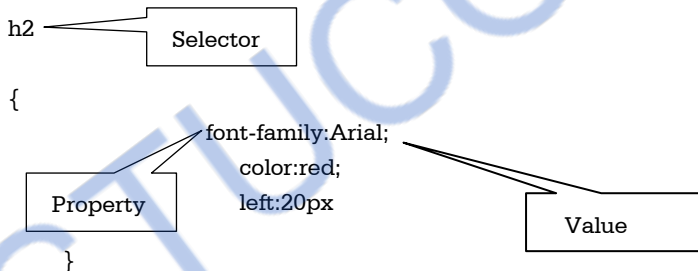 h2
Selector
{
font-family:Arial;
color:red;
Property
left:20px
Value
}